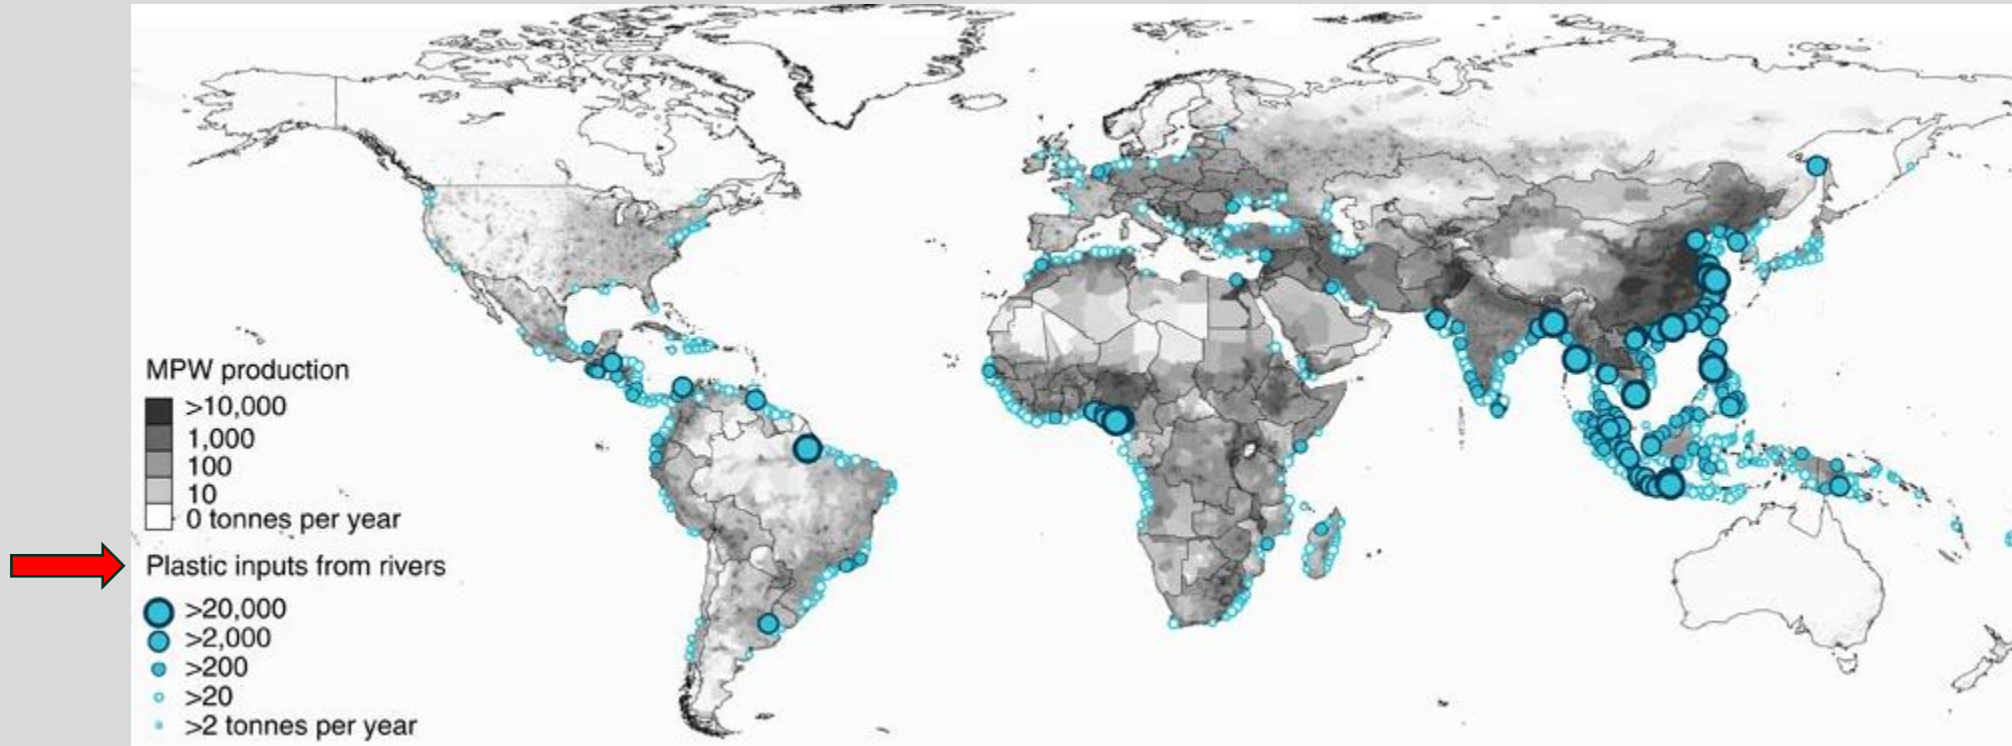 MPW production
>10,000
1,000
100
10
0 tonnes per year
Plastic inputs from rivers
>20,000
>2,000
>200
>20
>2 tonnes per year